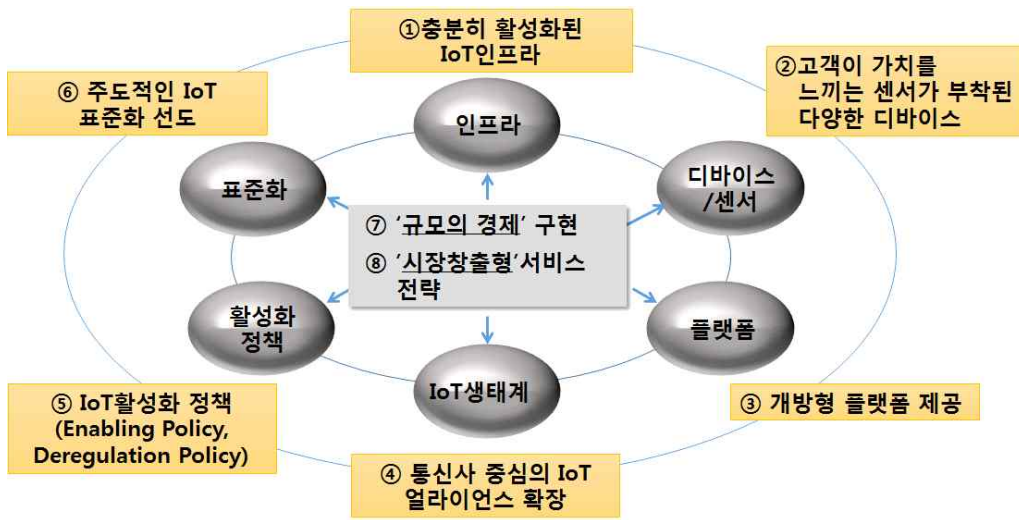 ①충분히 활성화된
IoT인프라
②고객이 가치를
느끼는 센서가 부착된
다양한 디바이스
⑥ 주도적인 IoT
표준화 선도
인프라
디바이스
/센서
표준화
⑦ ‘규모의 경제’ 구현
⑧ ‘시장창출형’서비스
전략
활성화
정책
플랫폼
IoT생태계
⑤ IoT활성화 정책
(Enabling Policy,
Deregulation Policy)
③ 개방형 플랫폼 제공
④ 통신사 중심의 IoT
얼라이언스 확장